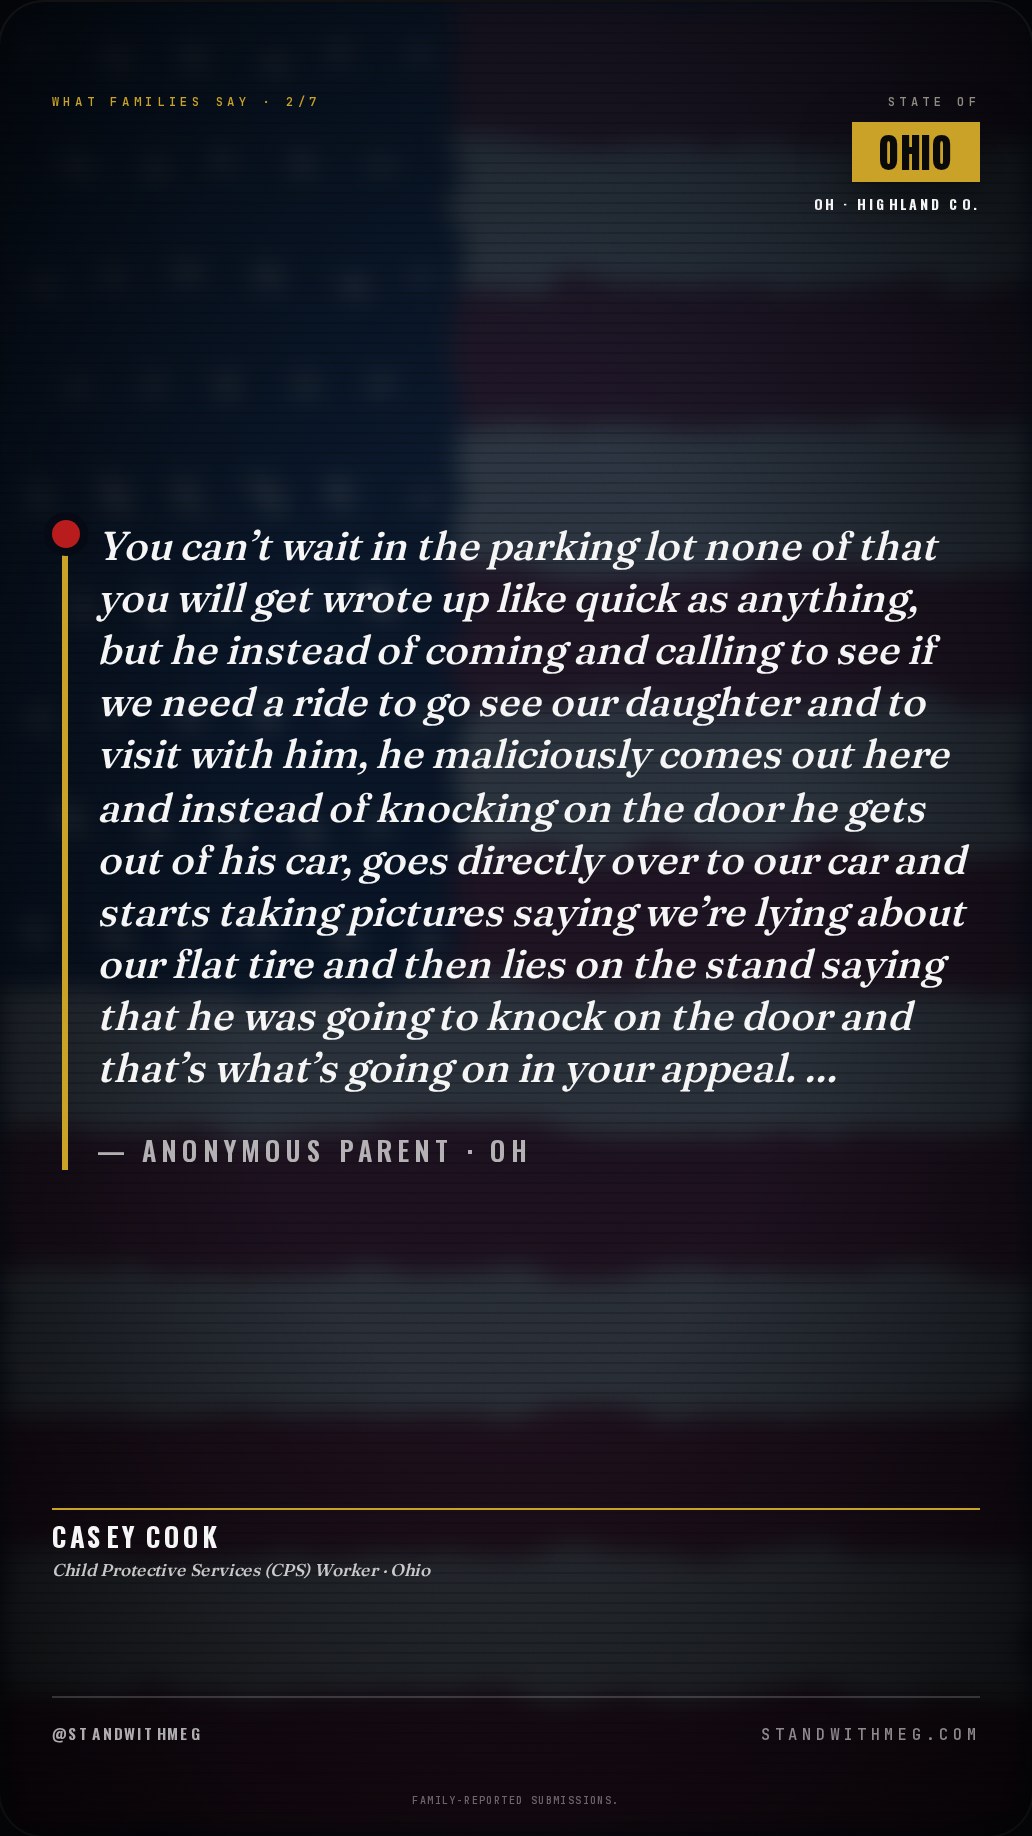 WHAT FAMILIES SAY · 2/7
STATE OF
OHIO
OH · HIGHLAND CO.
You can’t wait in the parking lot none of that
you will get wrote up like quick as anything,
but he instead of coming and calling to see if
we need a ride to go see our daughter and to
visit with him, he maliciously comes out here
and instead of knocking on the door he gets
out of his car, goes directly over to our car and
starts taking pictures saying we’re lying about
our flat tire and then lies on the stand saying
that he was going to knock on the door and
that’s what’s going on in your appeal. …
— ANONYMOUS PARENT · OH
CASEY COOK
Child Protective Services (CPS) Worker · Ohio
@STANDWITHMEG
STANDWITHMEG.COM
FAMILY-REPORTED SUBMISSIONS.